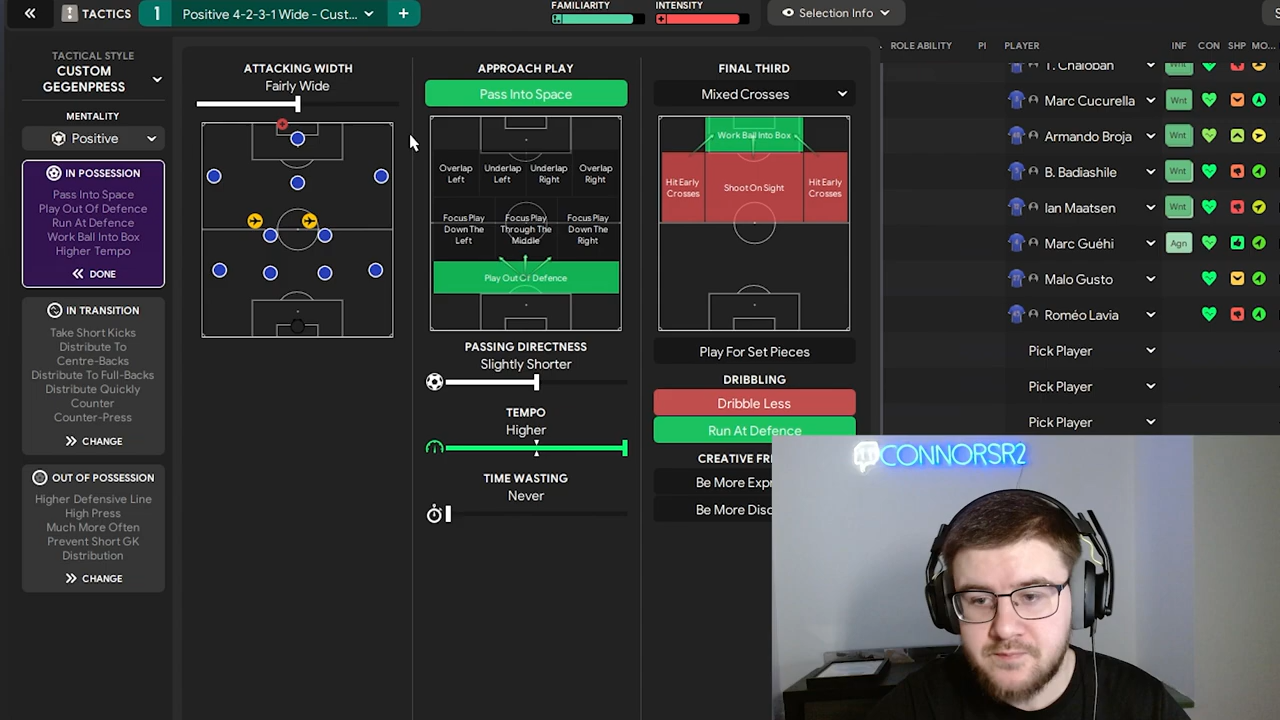 TACTICS
1
Positive 4-2-3-1 Wide - Cust...
FAMILIARITY
INTENSITY
Selection Info
TACTICAL STYLE
CUSTOM
GEGENPRESS
MENTALITY
Positive
IN POSSESSION
Pass Into Space
Play Out Of Defence
Run At Defence
Work Ball Into Box
Higher Tempo
DONE
IN TRANSITION
Take Short Kicks
Distribute To
Centre-Backs
Distribute To Full-Backs
Distribute Quickly
Counter
Counter-Press
CHANGE
OUT OF POSSESSION
Higher Defensive Line
High Press
Much More Often
Prevent Short GK
Distribution
CHANGE
ATTACKING WIDTH
Fairly Wide
APPROACH PLAY
Pass Into Space
Overlap
Left
Underlap
Left
Underlap
Right
Overlap
Right
Focus Play
Down The
Left
Focus Play
Through The
Middle
Focus Play
Down The
Right
Play Out Of Defence
PASSING DIRECTNESS
Slightly Shorter
TEMPO
Higher
TIME WASTING
Never
FINAL THIRD
Mixed Crosses
Work Ball Into Box
Hit Early
Crosses
Shoot On Sight
Hit Early
Crosses
Play For Set Pieces
DRIBBLING
Dribble Less
Run At Defence
CREATIVE FRE
Be More Expr
Be More Disc
ROLE ABILITY
PI
PLAYER
INF
CON
SHP
MO...
Wnt
T. Chalobah
Wnt
Marc Cucurella
Wnt
Armando Broja
Wnt
B. Badiashile
Wnt
Ian Maatsen
Agn
Marc Guéhi
Malo Gusto
Roméo Lavia
Pick Player
Pick Player
Pick Player
CONNORSR2